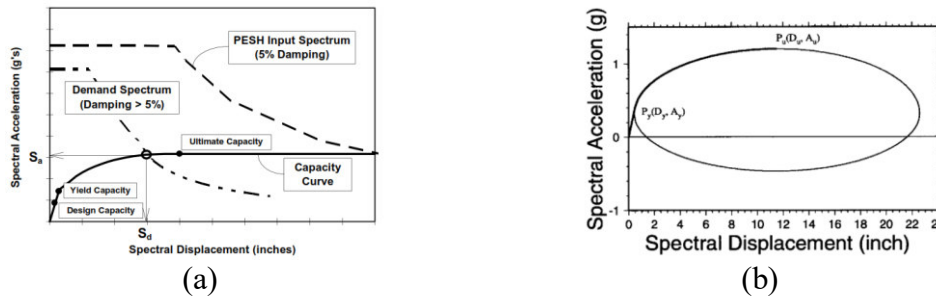 PESH Input Spectrum
(5% Damping)
Demand Spectrum
(Damping > 5%)
Ultimate Capacity
Capacity
Curve
Yield Capacity
Design Capacity
Spectral Acceleration (g's)
Sa
Sd
Spectral Displacement (inches)
(a)
Pu(Du, Au)
Py(Dy, Ay)
Spectral Acceleration (g)
1
0
-1
0 2 4 6 8 10 12 14 16 18 20 22 24
Spectral Displacement (inch)
(b)